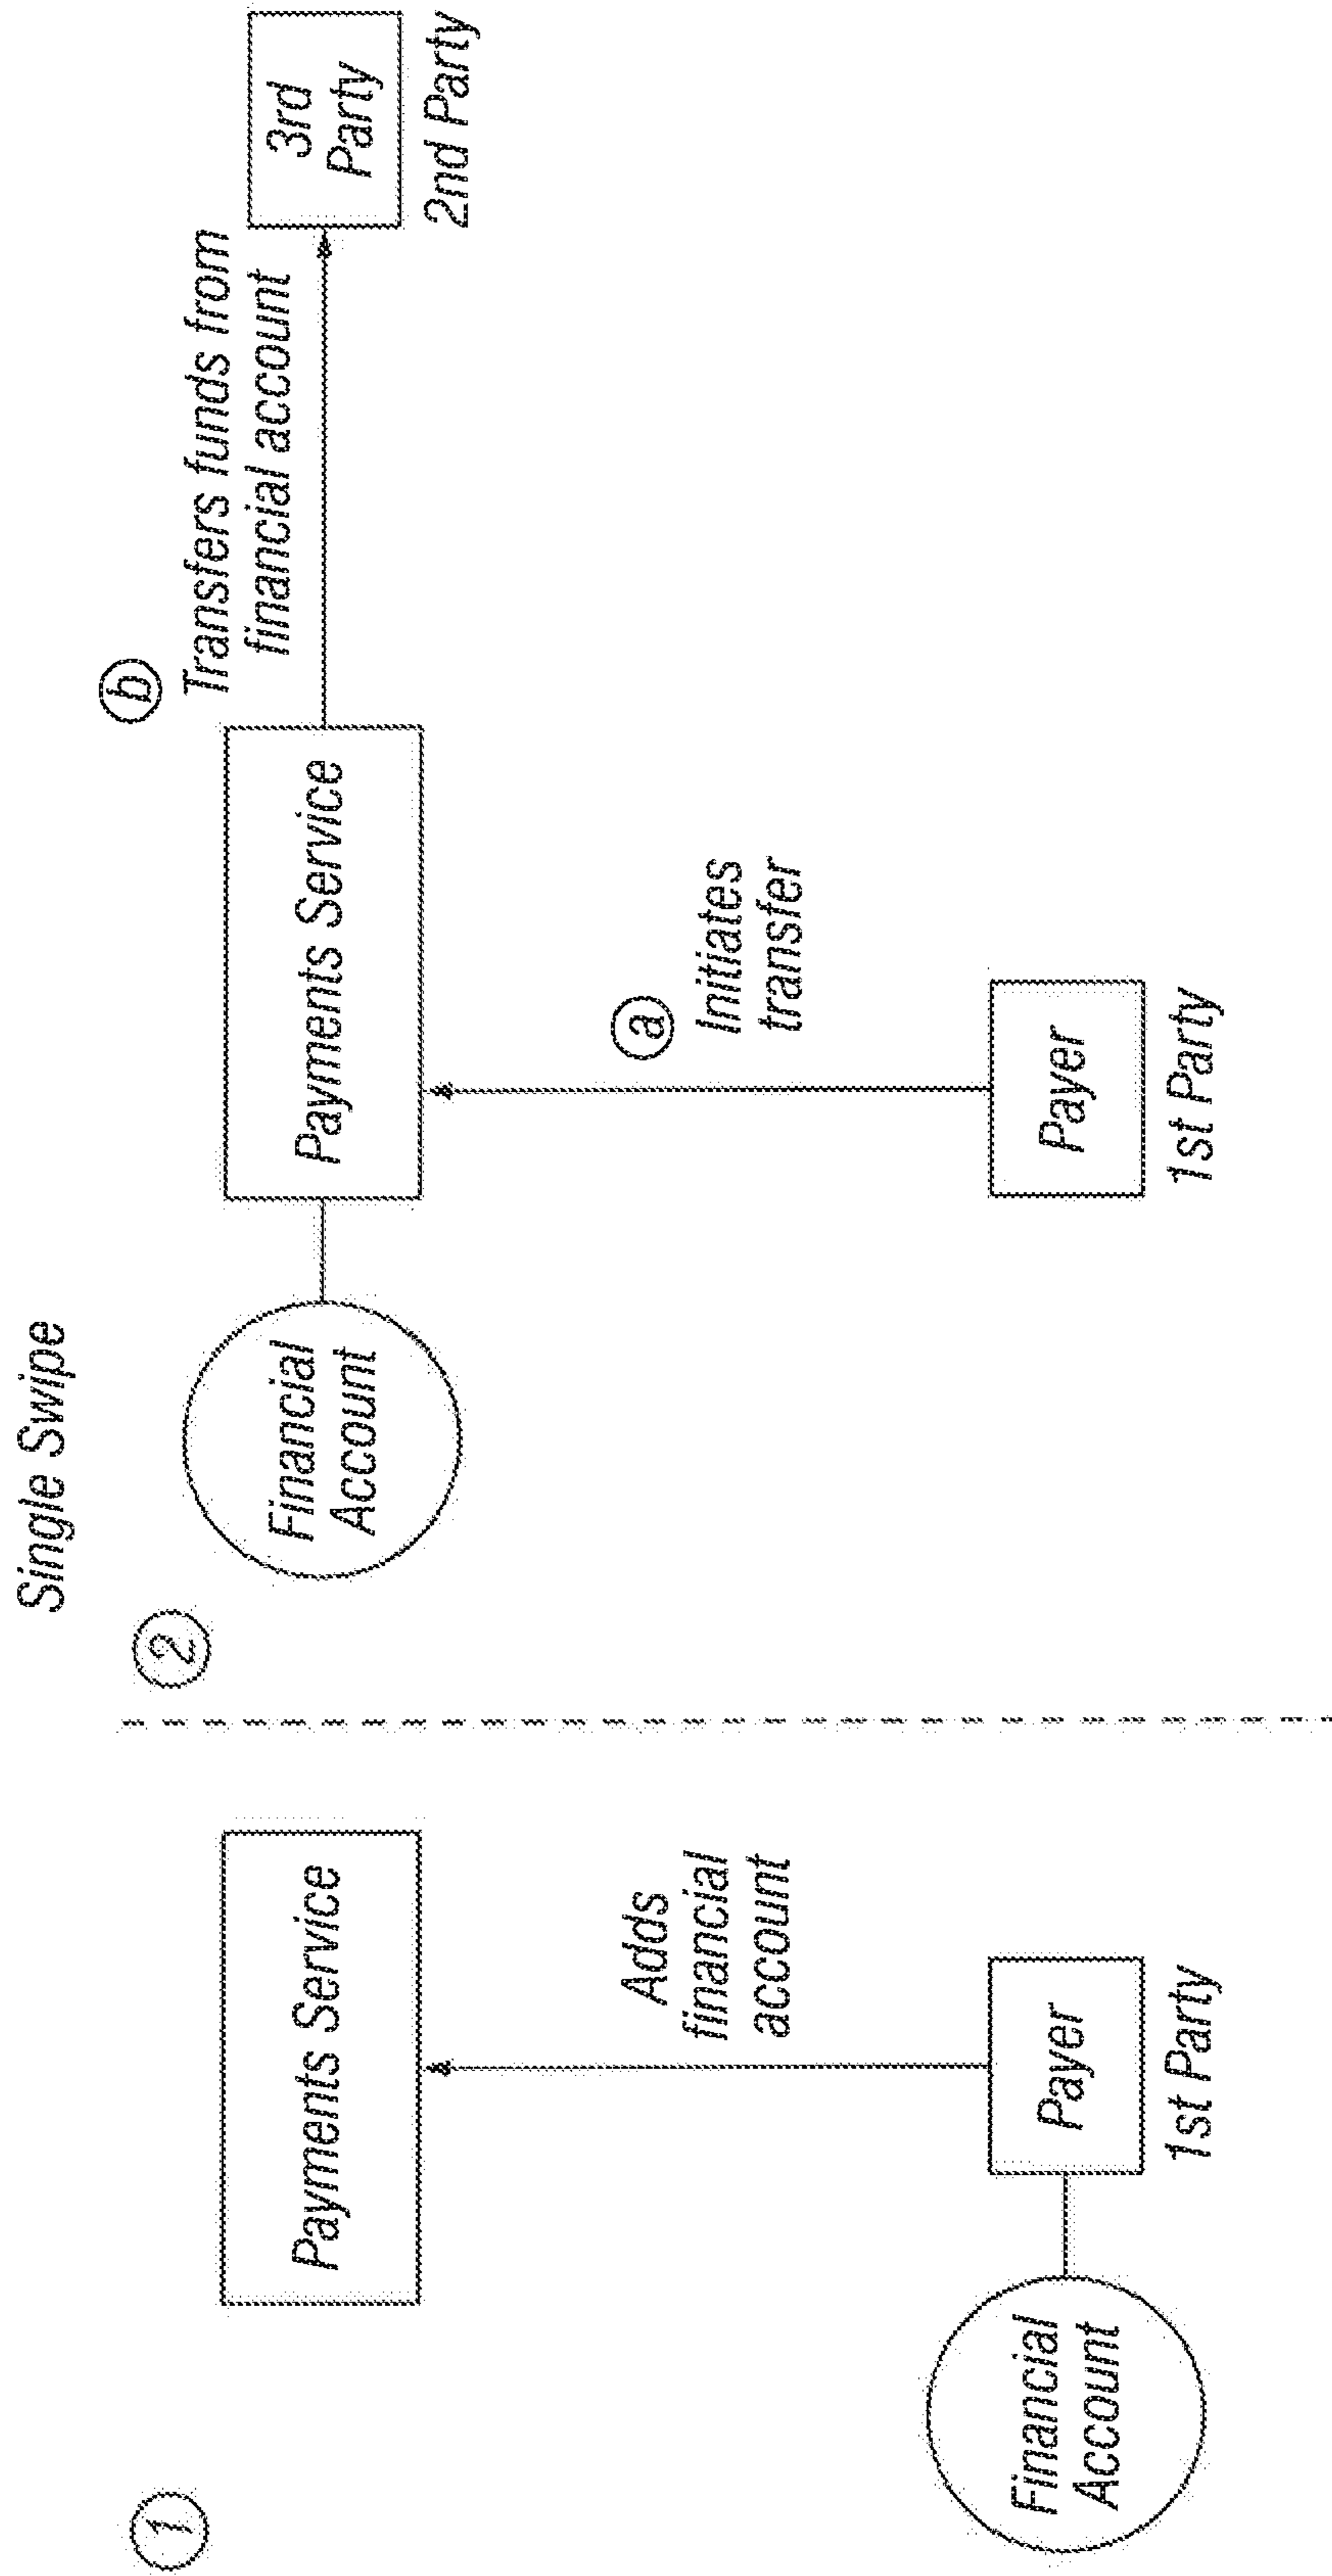 Single Swipe
1
Payments Service
Adds
financial
account
Financial
Account
Payer
1st Party
2
Financial
Account
Payments Service
b
Transfers funds from
financial account
3rd
Party
2nd Party
a
Initiates
transfer
Payer
1st Party